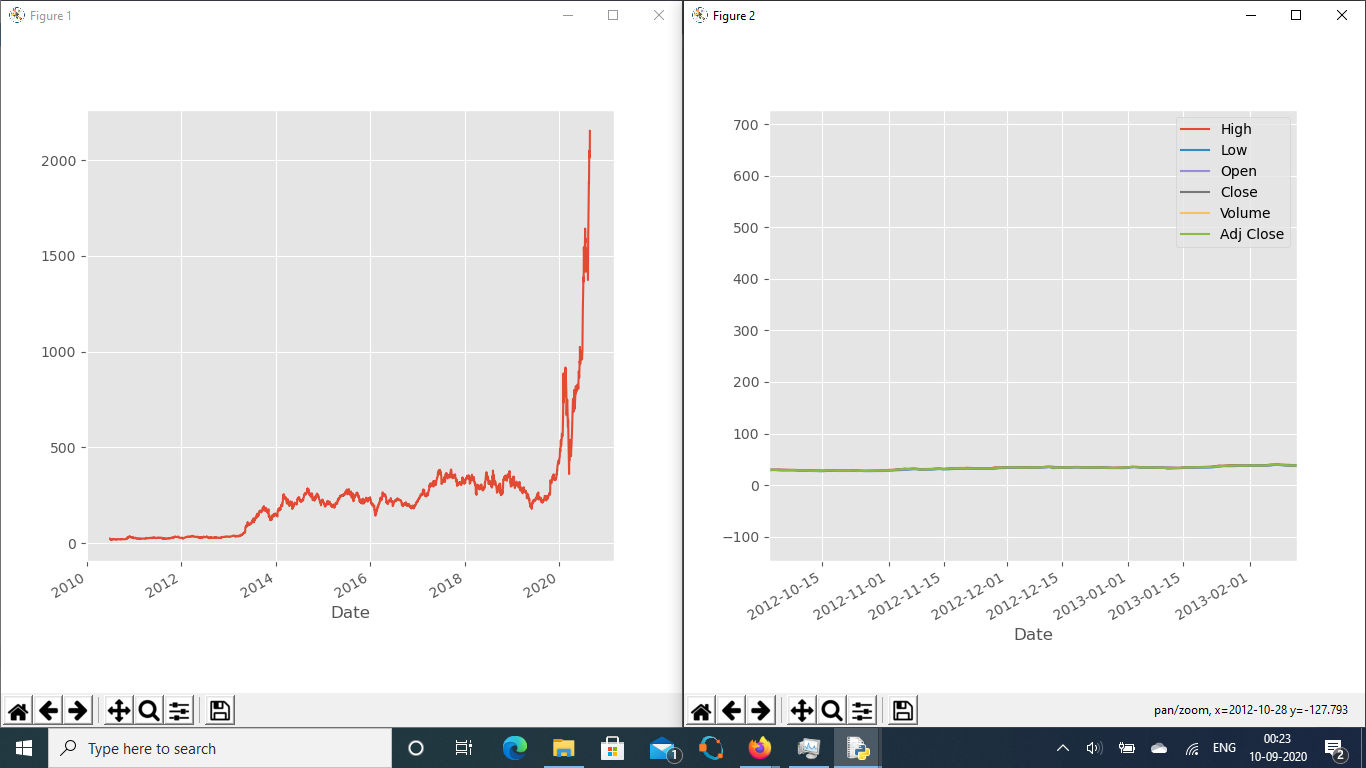 Figure 1
2000
1500
1000
500
0
2010
2012
2014
2016
2018
2020
Date
Figure 2
700
600
500
400
300
200
100
0
−100
High
Low
Open
Close
Volume
Adj Close
2012-10-15
2012-11-01
2012-11-15
2012-12-01
2012-12-15
2013-01-01
2013-01-15
2013-02-01
Date
pan/zoom, x=2012-10-28 y=-127.793
Type here to search
1
ENG
00:23
10-09-2020
2